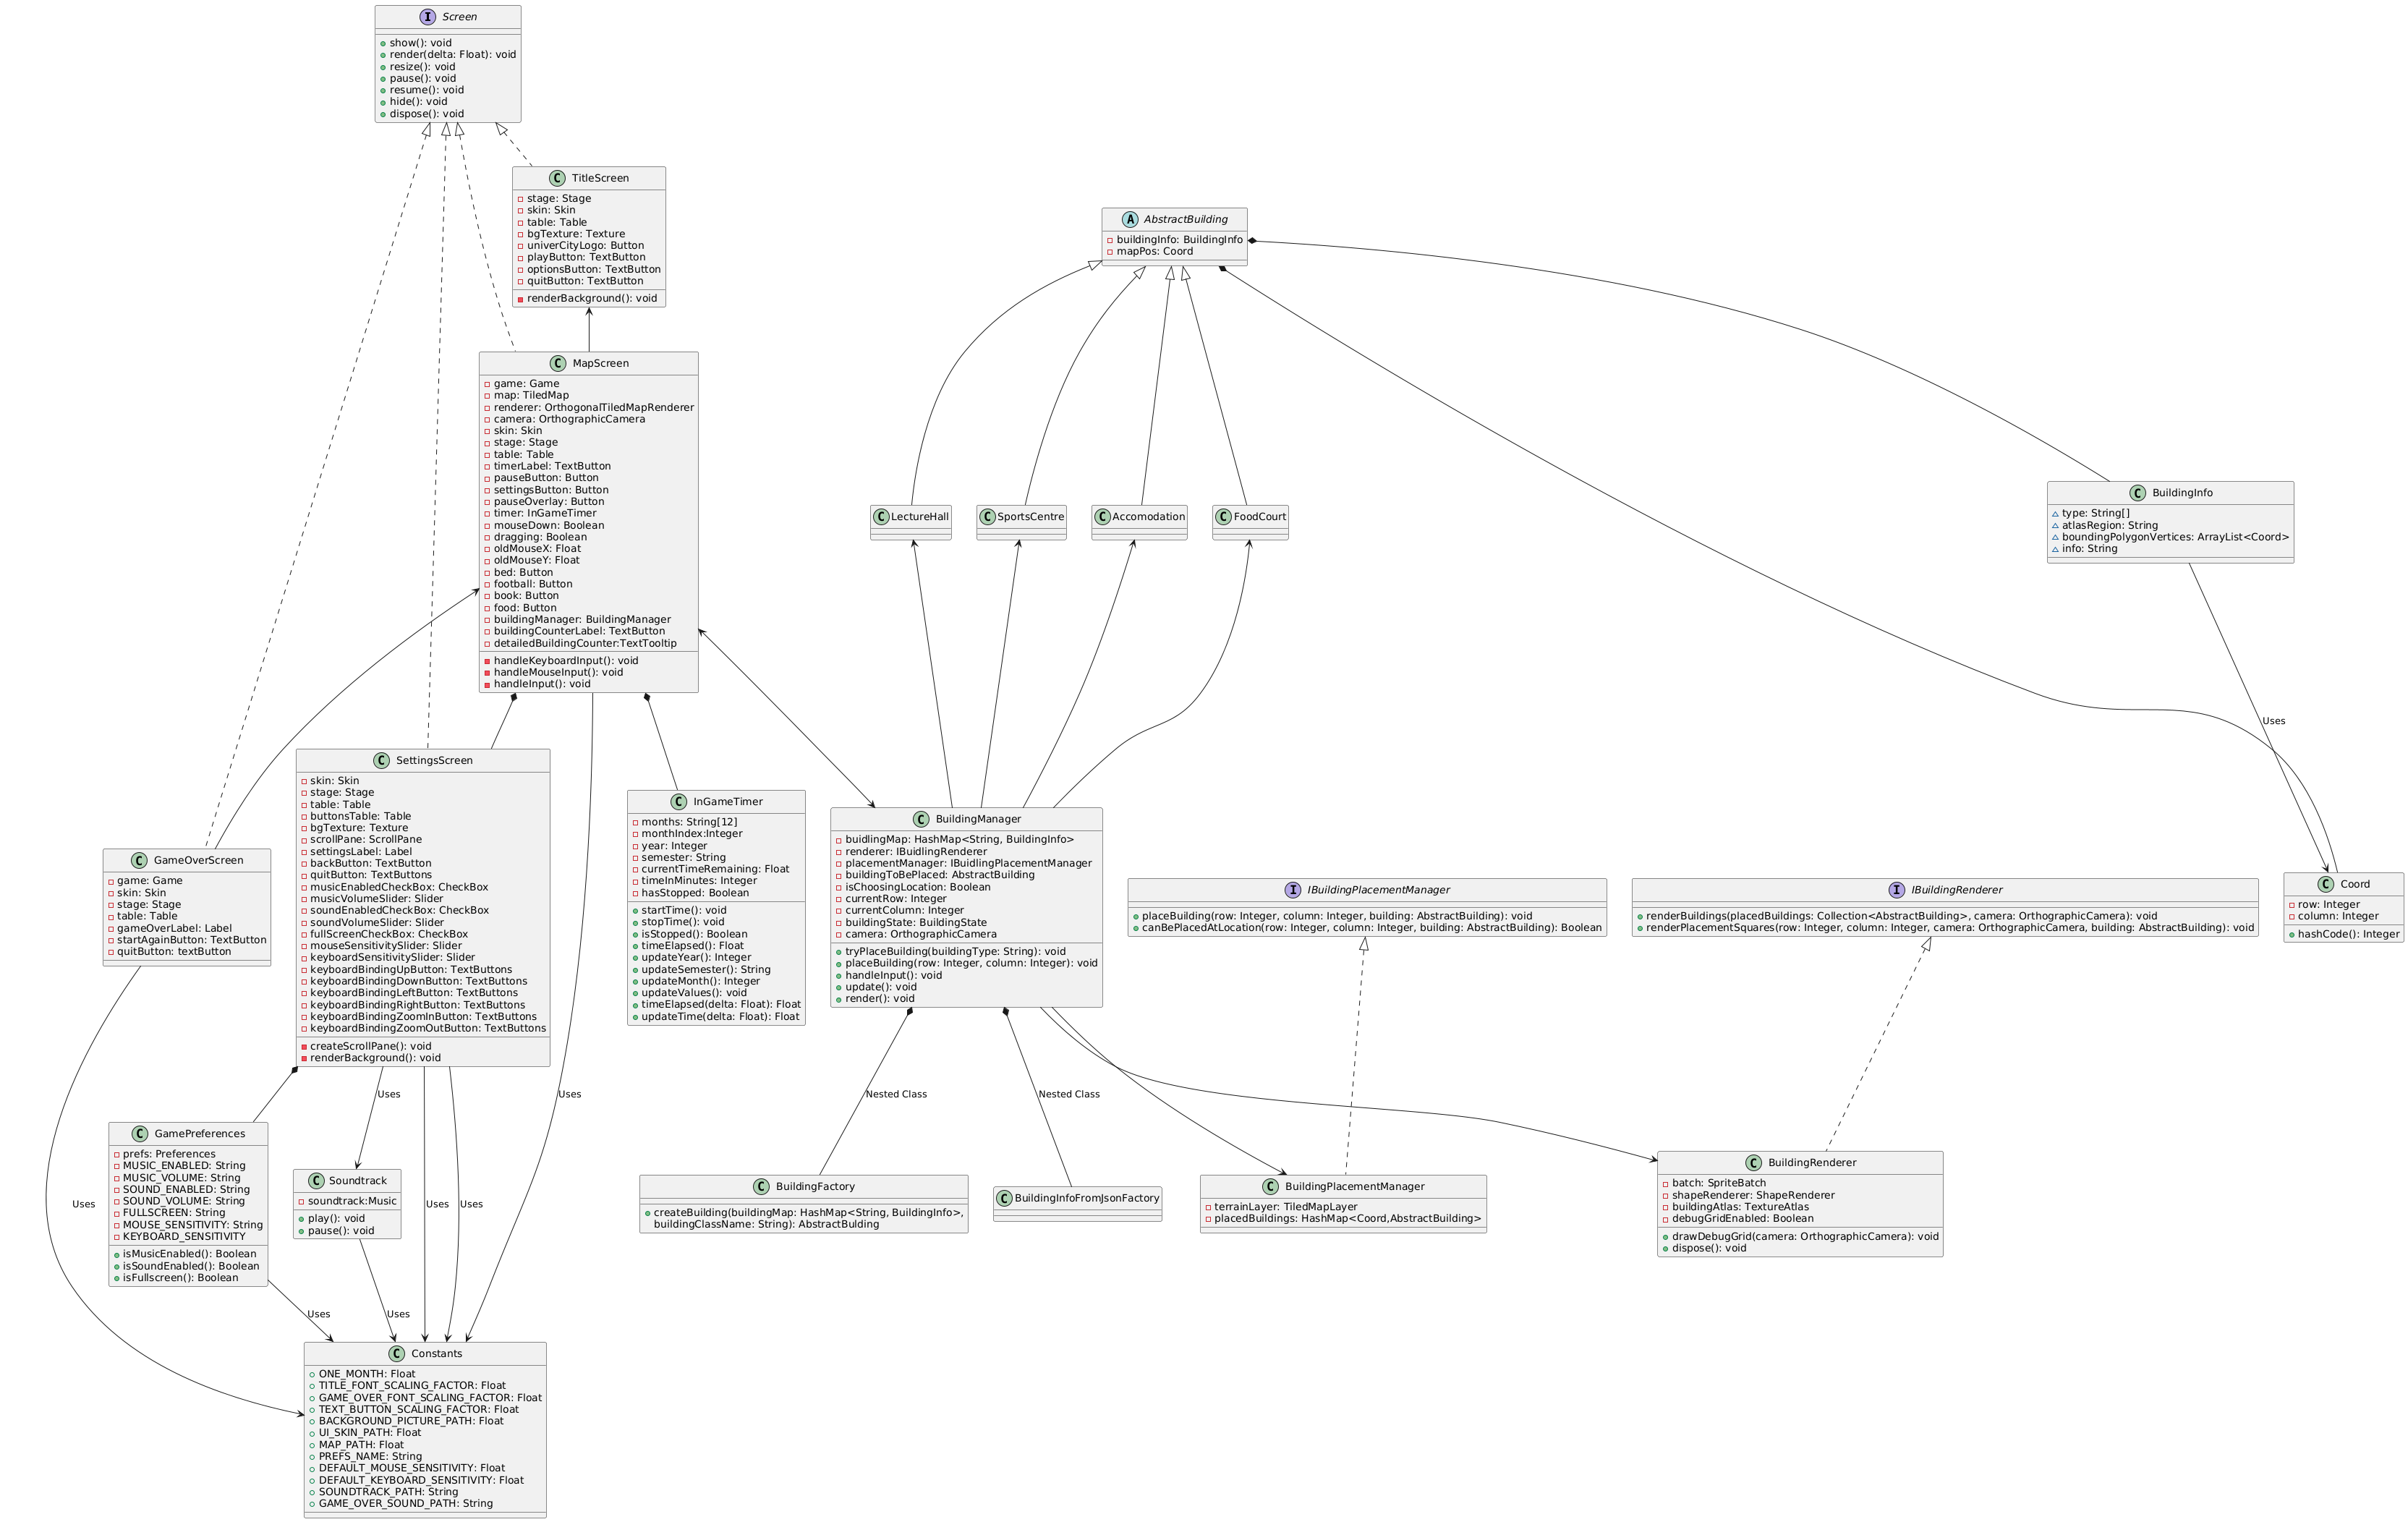 I Screen
show(): void
render(delta: Float): void
resize(): void
pause(): void
resume(): void
hide(): void
dispose(): void
C TitleScreen
stage: Stage
skin: Skin
table: Table
bgTexture: Texture
univerCityLogo: Button
playButton: TextButton
optionsButton: TextButton
quitButton: TextButton
renderBackground(): void
A AbstractBuilding
buildingInfo: BuildingInfo
mapPos: Coord
C MapScreen
game: Game
map: TiledMap
renderer: OrthogonalTiledMapRenderer
camera: OrthographicCamera
skin: Skin
stage: Stage
table: Table
timerLabel: TextButton
pauseButton: Button
settingsButton: Button
pauseOverlay: Button
timer: InGameTimer
mouseDown: Boolean
dragging: Boolean
oldMouseX: Float
oldMouseY: Float
bed: Button
football: Button
book: Button
food: Button
buildingManager: BuildingManager
buildingCounterLabel: TextButton
detailedBuildingCounter:TextTooltip
handleKeyboardInput(): void
handleMouseInput(): void
handleInput(): void
C LectureHall
C SportsCentre
C Accomodation
C FoodCourt
C BuildingInfo
type: String[]
atlasRegion: String
boundingPolygonVertices: ArrayList<Coord>
info: String
Uses
C SettingsScreen
skin: Skin
stage: Stage
table: Table
buttonsTable: Table
bgTexture: Texture
scrollPane: ScrollPane
settingsLabel: Label
backButton: TextButton
quitButton: TextButtons
musicEnabledCheckBox: CheckBox
musicVolumeSlider: Slider
soundEnabledCheckBox: CheckBox
soundVolumeSlider: Slider
fullScreenCheckBox: CheckBox
mouseSensitivitySlider: Slider
keyboardSensitivitySlider: Slider
keyboardBindingUpButton: TextButtons
keyboardBindingDownButton: TextButtons
keyboardBindingLeftButton: TextButtons
keyboardBindingRightButton: TextButtons
keyboardBindingZoomInButton: TextButtons
keyboardBindingZoomOutButton: TextButtons
createScrollPane(): void
renderBackground(): void
C GameOverScreen
game: Game
skin: Skin
stage: Stage
table: Table
gameOverLabel: Label
startAgainButton: TextButton
quitButton: textButton
C InGameTimer
months: String[12]
monthIndex:Integer
year: Integer
semester: String
currentTimeRemaining: Float
timeInMinutes: Integer
hasStopped: Boolean
startTime(): void
stopTime(): void
isStopped(): Boolean
timeElapsed(): Float
updateYear(): Integer
updateSemester(): String
updateMonth(): Integer
updateValues(): void
timeElapsed(delta: Float): Float
updateTime(delta: Float): Float
C BuildingManager
buidlingMap: HashMap<String, BuildingInfo>
renderer: IBuidlingRenderer
placementManager: IBuidlingPlacementManager
buildingToBePlaced: AbstractBuilding
isChoosingLocation: Boolean
currentRow: Integer
currentColumn: Integer
buildingState: BuildingState
camera: OrthographicCamera
tryPlaceBuilding(buildingType: String): void
placeBuilding(row: Integer, column: Integer): void
handleInput(): void
update(): void
render(): void
I IBuildingPlacementManager
placeBuilding(row: Integer, column: Integer, building: AbstractBuilding): void
canBePlacedAtLocation(row: Integer, column: Integer, building: AbstractBuilding): Boolean
I IBuildingRenderer
renderBuildings(placedBuildings: Collection<AbstractBuilding>, camera: OrthographicCamera): void
renderPlacementSquares(row: Integer, column: Integer, camera: OrthographicCamera, building: AbstractBuilding): void
C Coord
row: Integer
column: Integer
hashCode(): Integer
Uses
Uses
Nested Class
Nested Class
C GamePreferences
prefs: Preferences
MUSIC_ENABLED: String
MUSIC_VOLUME: String
SOUND_ENABLED: String
SOUND_VOLUME: String
FULLSCREEN: String
MOUSE_SENSITIVITY: String
KEYBOARD_SENSITIVITY
isMusicEnabled(): Boolean
isSoundEnabled(): Boolean
isFullscreen(): Boolean
C Soundtrack
soundtrack:Music
play(): void
pause(): void
Uses
Uses
Uses
C BuildingFactory
createBuilding(buildingMap: HashMap<String, BuildingInfo>,
buildingClassName: String): AbstractBulding
C BuildingInfoFromJsonFactory
C BuildingPlacementManager
terrainLayer: TiledMapLayer
placedBuildings: HashMap<Coord,AbstractBuilding>
C BuildingRenderer
batch: SpriteBatch
shapeRenderer: ShapeRenderer
buildingAtlas: TextureAtlas
debugGridEnabled: Boolean
drawDebugGrid(camera: OrthographicCamera): void
dispose(): void
Uses
Uses
C Constants
ONE_MONTH: Float
TITLE_FONT_SCALING_FACTOR: Float
GAME_OVER_FONT_SCALING_FACTOR: Float
TEXT_BUTTON_SCALING_FACTOR: Float
BACKGROUND_PICTURE_PATH: Float
UI_SKIN_PATH: Float
MAP_PATH: Float
PREFS_NAME: String
DEFAULT_MOUSE_SENSITIVITY: Float
DEFAULT_KEYBOARD_SENSITIVITY: Float
SOUNDTRACK_PATH: String
GAME_OVER_SOUND_PATH: String